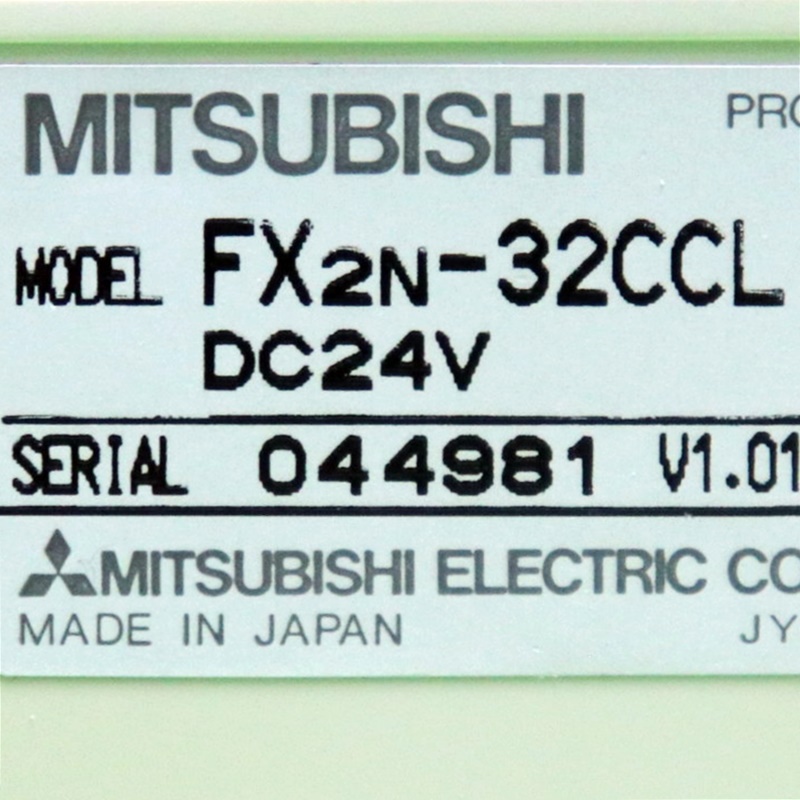 MITSUBISHI PRO
MODEL FX2N-32CCL
DC24V
SERIAL 044981 V1.01
MITSUBISHI ELECTRIC CO
MADE IN JAPAN JY